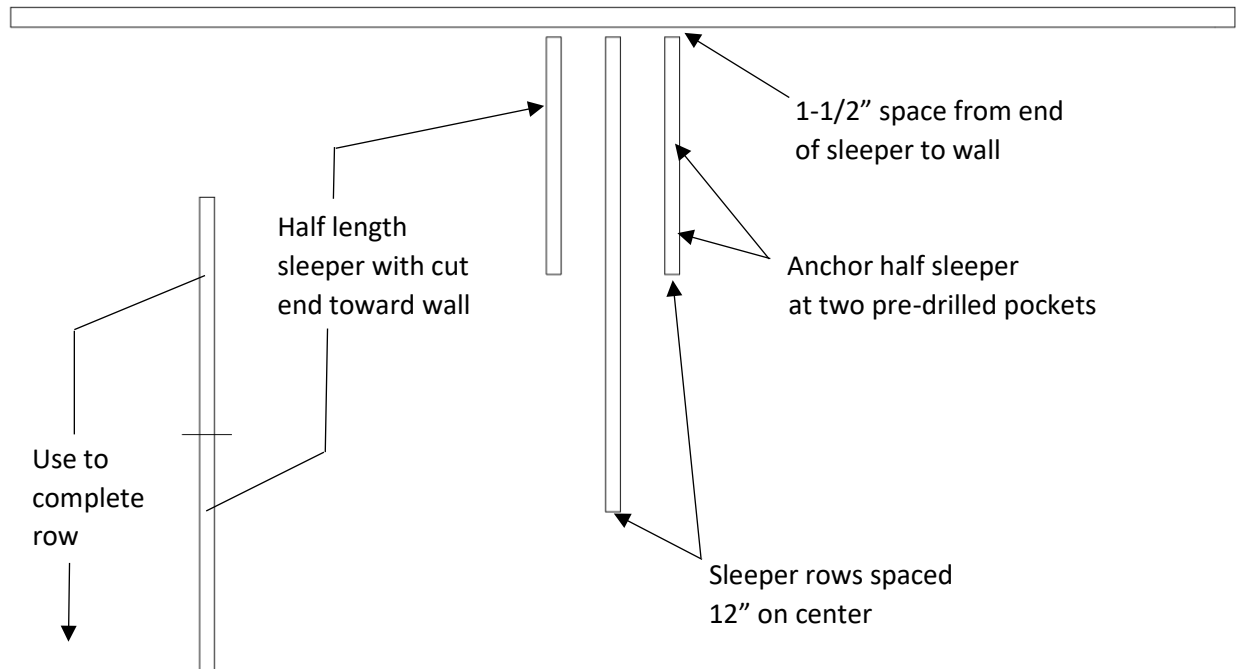 1-1/2” space from end
of sleeper to wall
Half length
sleeper with cut
end toward wall
Anchor half sleeper
at two pre-drilled pockets
Use to
complete
row
Sleeper rows spaced
12” on center